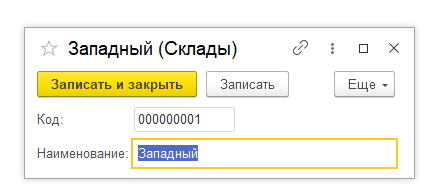 Западный (Склады)
Записать и закрыть Записать Еще
Код: 000000001
Наименование: Западный